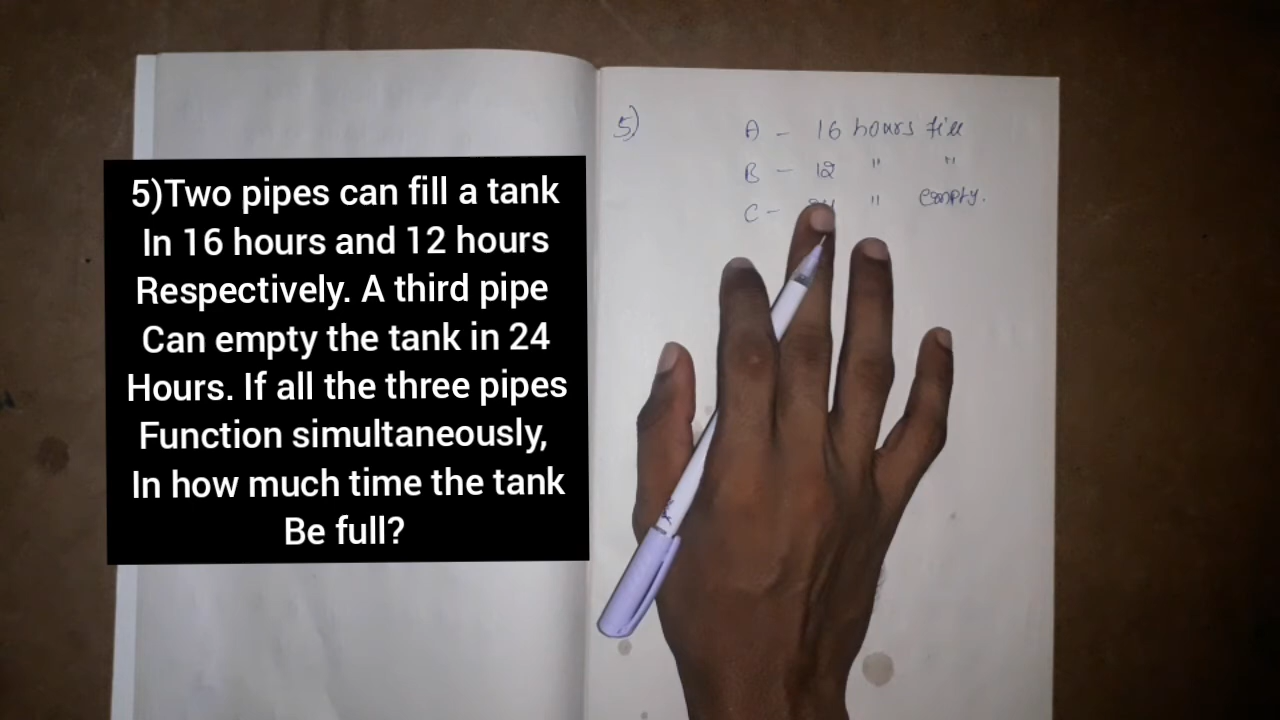 5)Two pipes can fill a tank
In 16 hours and 12 hours
Respectively. A third pipe
Can empty the tank in 24
Hours. If all the three pipes
Function simultaneously,
In how much time the tank
Be full?
5)
A - 16 hours fill
B - 12 " "
C - " empty.